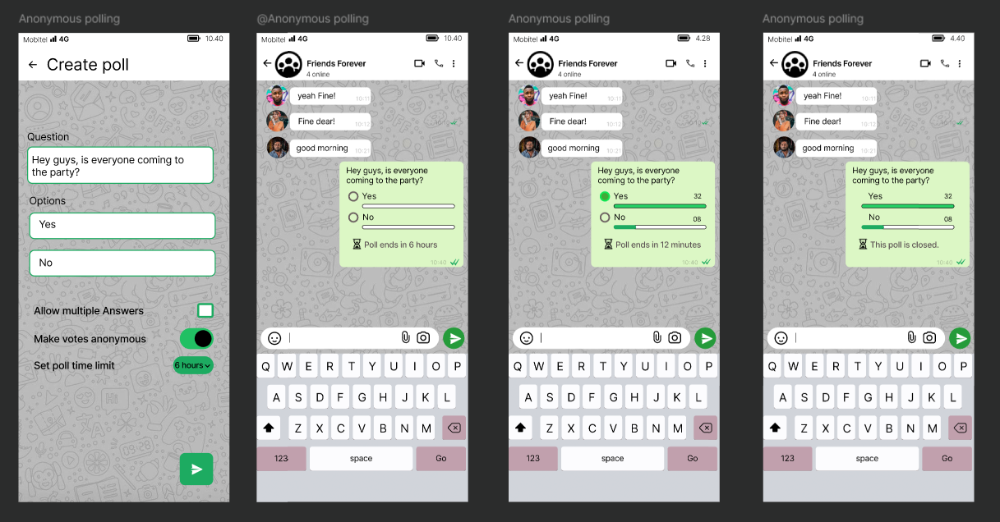 Anonymous polling
Mobitel 4G 10.40
Create poll
Question
Hey guys, is everyone coming to
the party?
Options
Yes
No
Allow multiple Answers
Make votes anonymous
Set poll time limit
6 hours
@Anonymous polling
Mobitel 4G 10.40
Friends Forever
4 online
yeah Fine! 10:11
Fine dear! 10:12
10:12
good morning 10:21
Hey guys, is everyone
coming to the party?
Yes
No
Poll ends in 6 hours
10:40
Q W E R T Y U I O P
A S D F G H J K L
Z X C V B N M
123 space Go
Anonymous polling
Mobitel 4G 4.28
Friends Forever
4 online
yeah Fine! 10:11
Fine dear! 10:12
10:12
good morning 10:21
Hey guys, is everyone
coming to the party?
Yes 32
No 08
Poll ends in 12 minutes
10:40
Q W E R T Y U I O P
A S D F G H J K L
Z X C V B N M
123 space Go
Anonymous polling
Mobitel 4G 4.40
Friends Forever
4 online
yeah Fine! 10:11
Fine dear! 10:12
10:12
good morning 10:21
Hey guys, is everyone
coming to the party?
Yes 32
No 08
This poll is closed.
10:40
Q W E R T Y U I O P
A S D F G H J K L
Z X C V B N M
123 space Go